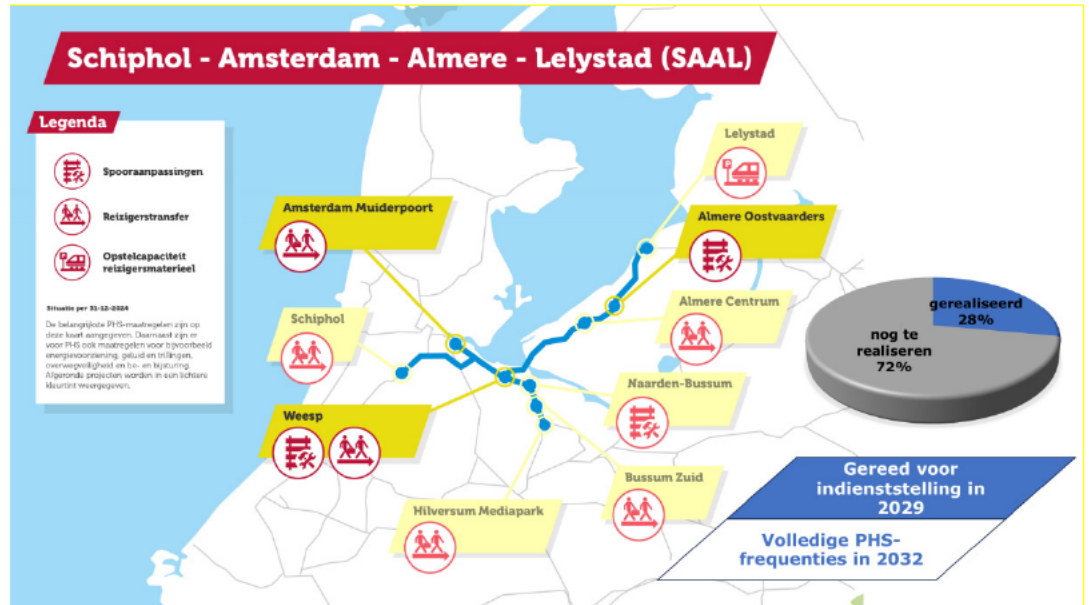 Schiphol - Amsterdam - Almere - Lelystad (SAAL)
Legenda
Spooraanpassingen
Reizigerstransfer
Opstelcapaciteit
reizigersmaterieel
Situatie per 31-12-2024
De belangrijkste PHS-maatregelen zijn op
deze kaart aangegeven. Daarnaast zijn er
voor PHS ook maatregelen voor bijvoorbeeld
energievoorziening, geluid en trillingen,
overwegveiligheid en be- en bijsturing.
Afgeronde projecten worden in een lichtere
kleurtint weergegeven.
Lelystad
Amsterdam Muiderpoort
Almere Oostvaarders
Schiphol
Almere Centrum
Naarden-Bussum
Weesp
Bussum Zuid
Hilversum Mediapark
gerealiseerd
28%
nog te
realiseren
72%
Gereed voor
indienststelling in
2029
Volledige PHS-
frequenties in 2032